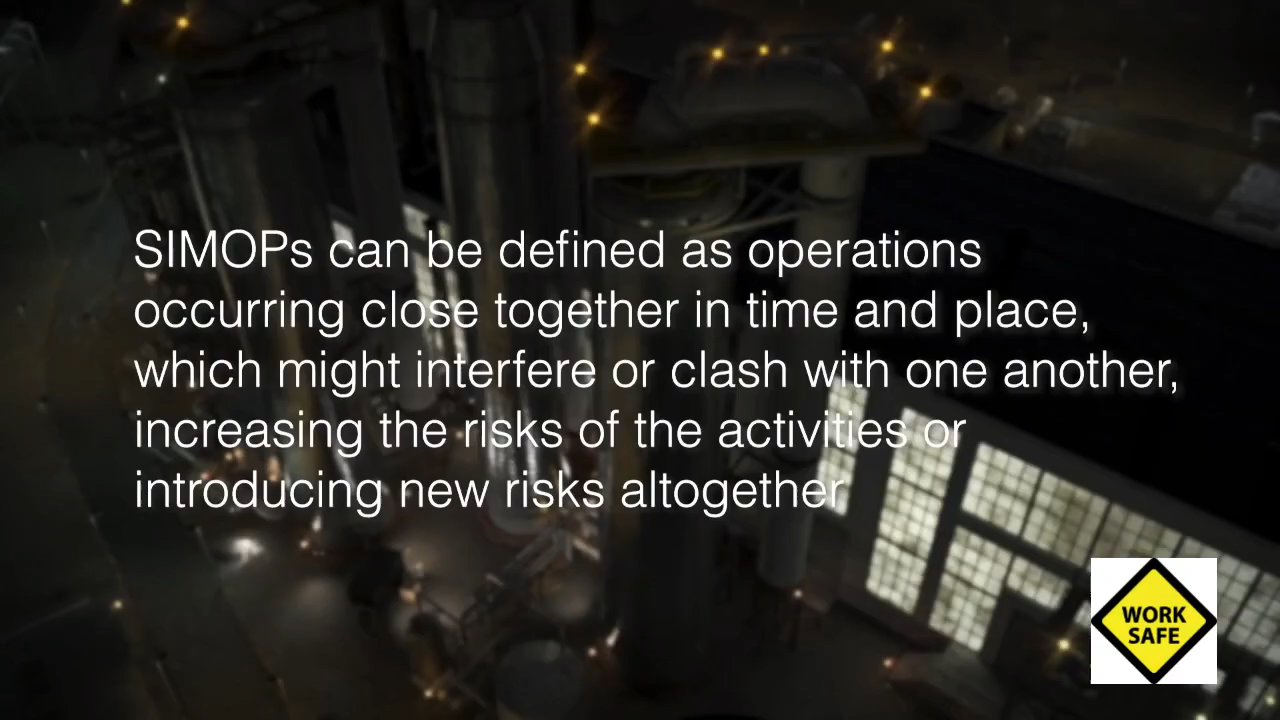 SIMOPs can be defined as operations
occurring close together in time and place,
which might interfere or clash with one another,
increasing the risks of the activities or
introducing new risks altogether
WORK
SAFE